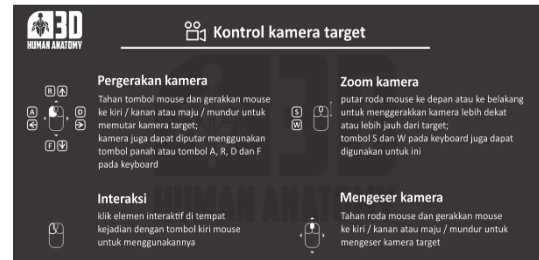 3D
HUMAN ANATOMY
Kontrol kamera target
Pergerakan kamera
Tahan tombol mouse dan gerakkan mouse
ke kiri / kanan atau maju / mundur untuk
memutar kamera target;
kamera juga dapat diputar menggunakan
tombol panah atau tombol A, R, D dan F
pada keyboard
R
A
D
F
Zoom kamera
putar roda mouse ke depan atau ke belakang
untuk menggerakkan kamera lebih dekat
atau lebih jauh dari target;
tombol S dan W pada keyboard juga dapat
digunakan untuk ini
S
W
Interaksi
klik elemen interaktif di tempat
kejadian dengan tombol kiri mouse
untuk menggunakannya
Mengeser kamera
Tahan roda mouse dan gerakkan mouse
ke kiri / kanan atau maju / mundur untuk
mengeser kamera target
3D
HUMAN ANATOMY